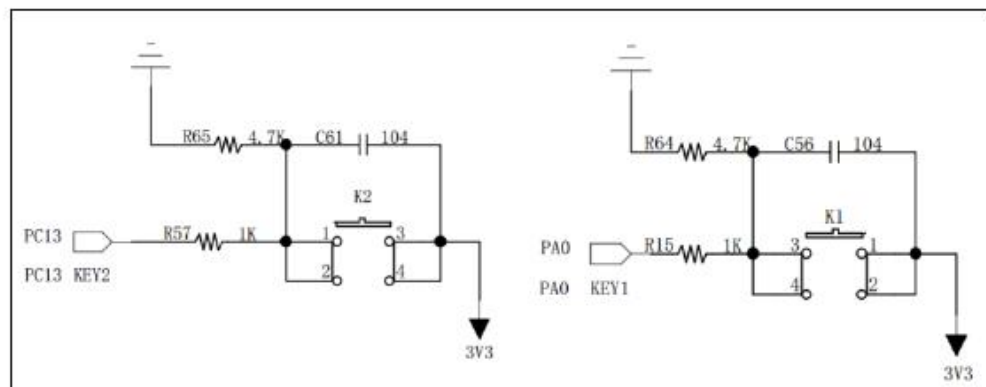 R65 4.7K C61 104
K2
PC13 R57 1K 1 3
PC13 KEY2 2 4
3V3
R64 4.7K C56 104
K1
PA0 R15 1K 3 1
PA0 KEY1 4 2
3V3